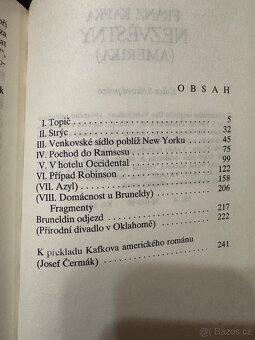 FRANZ KAFKA
NEZVĚSTNÝ
(AMERIKA)
OBSAH
I. Topič 5
II. Strýc 32
III. Venkovské sídlo poblíž New Yorku 45
IV. Pochod do Ramsesu 75
V. V hotelu Occidental 99
VI. Případ Robinson 122
(VII. Azyl) 158
(VIII. Domácnost u Bruneldy) 206
Fragmenty 217
Bruneldin odjezd 222
(Přírodní divadlo v Oklahomě)
K překladu Kafkova amerického románu 241
(Josef Čermák)
Sbazar.cz